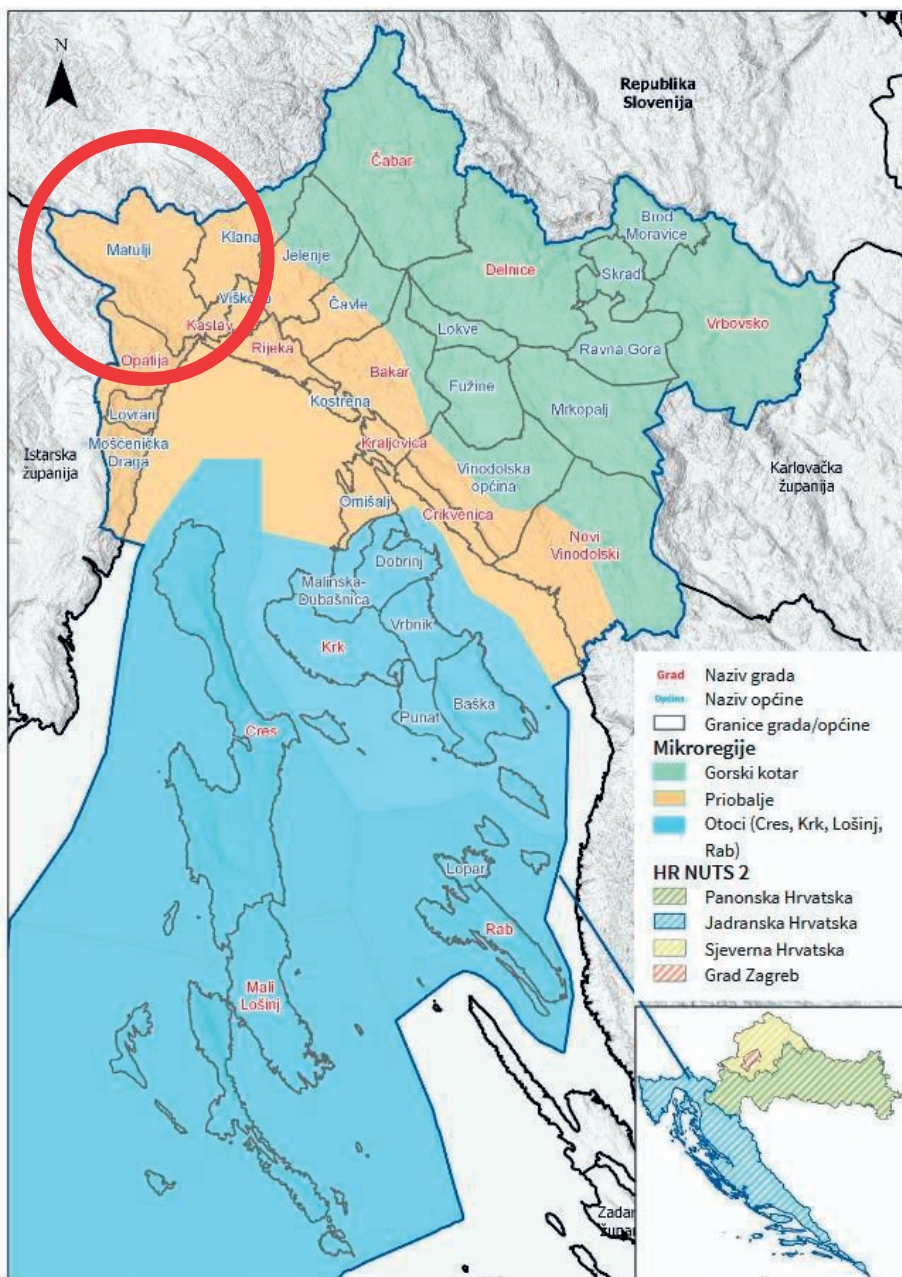 N
Republika
Slovenija
Čabar
Brod
Moravice
Matulji
Klana
Jelenje
Delnice
Skrad
Viškovo
Čavle
Vrbovsko
Kastav
Lokve
Rijeka
Ravna Gora
Opatija
Bakar
Fužine
Kostrena
Mrkopalj
Lovran
Mošćenička
Draga
Kraljevica
Istarska
županija
Vinodolska
općina
Karlovačka
županija
Omišalj
Crikvenica
Novi
Vinodolski
Dobrinj
Malinska-
Dubašnica
Vrbnik
Krk
Punat
Baška
Cres
Lopar
Rab
Mali
Lošinj
Grad Naziv grada
Općina Naziv općine
Granice grada/općine
Mikroregije
Gorski kotar
Priobalje
Otoci (Cres, Krk, Lošinj,
Rab)
HR NUTS 2
Panonska Hrvatska
Jadranska Hrvatska
Sjeverna Hrvatska
Grad Zagreb